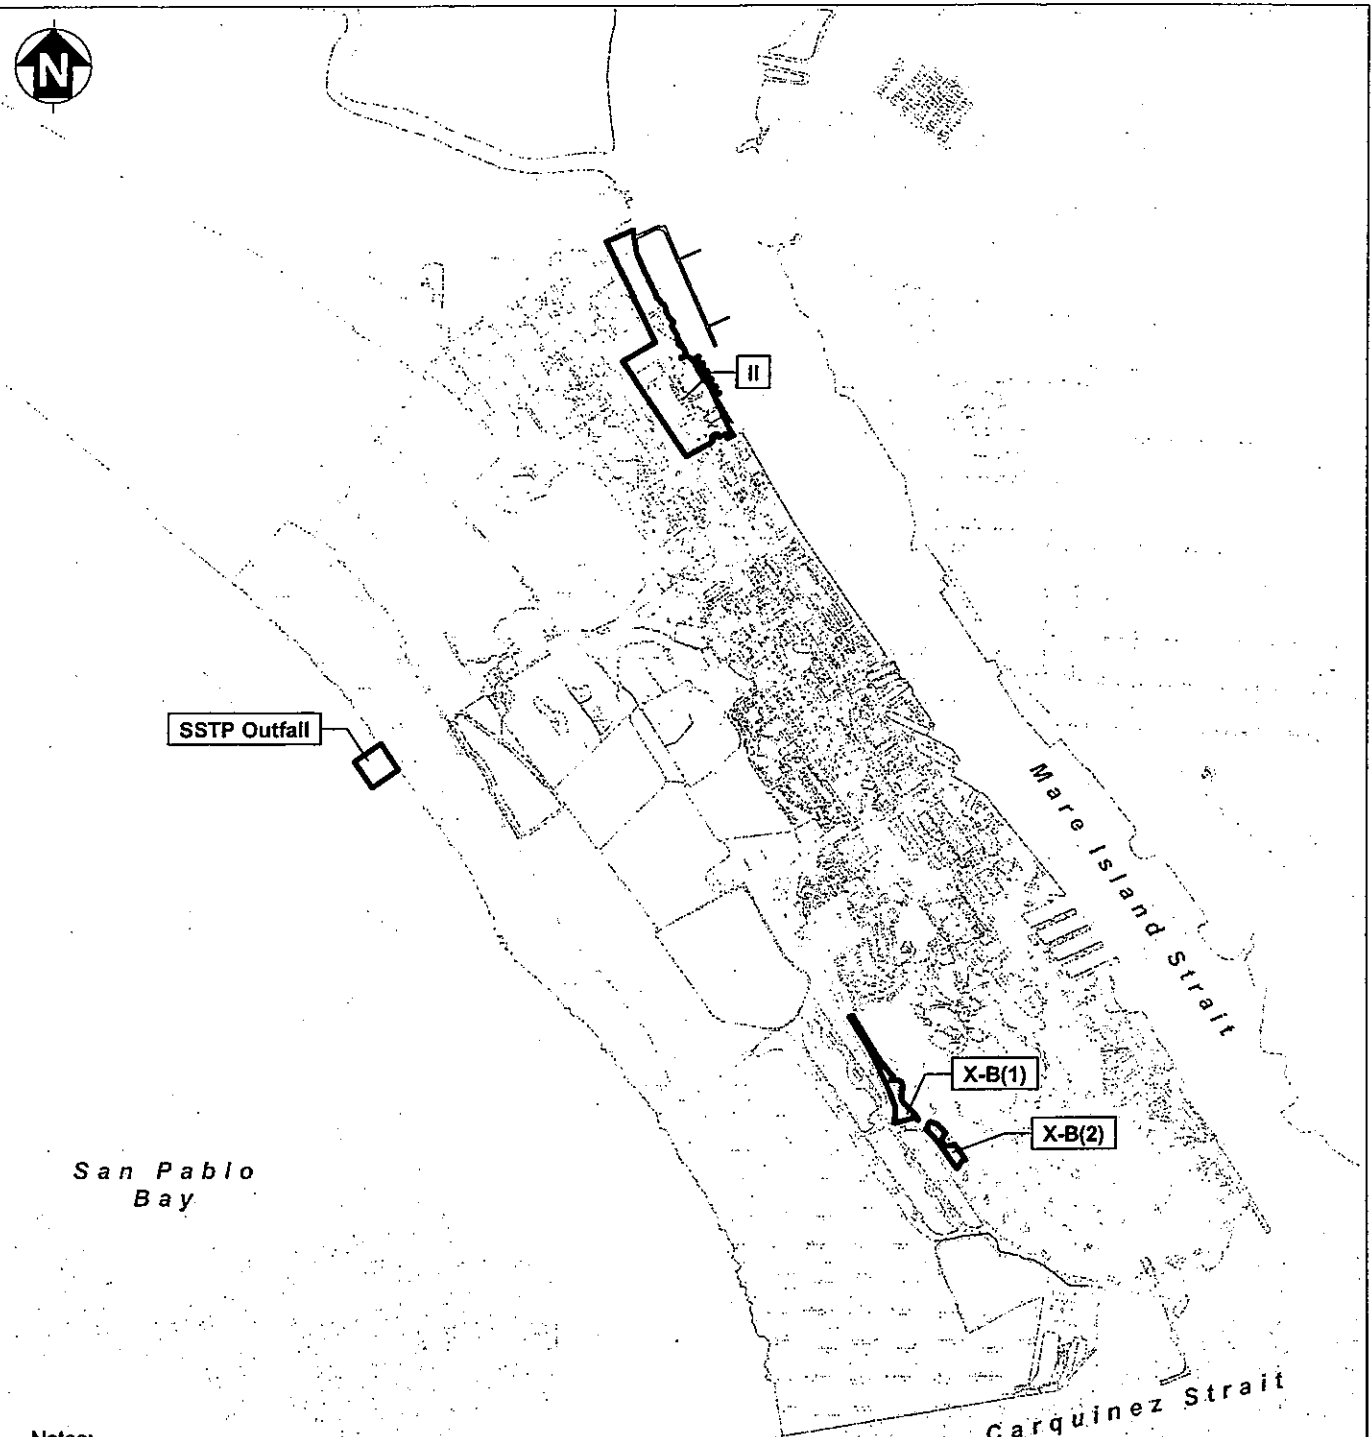 N
II
SSTP Outfall
Mare Island Strait
X-B(1)
X-B(2)
San Pablo
Bay
Carquinez Strait
Notes: